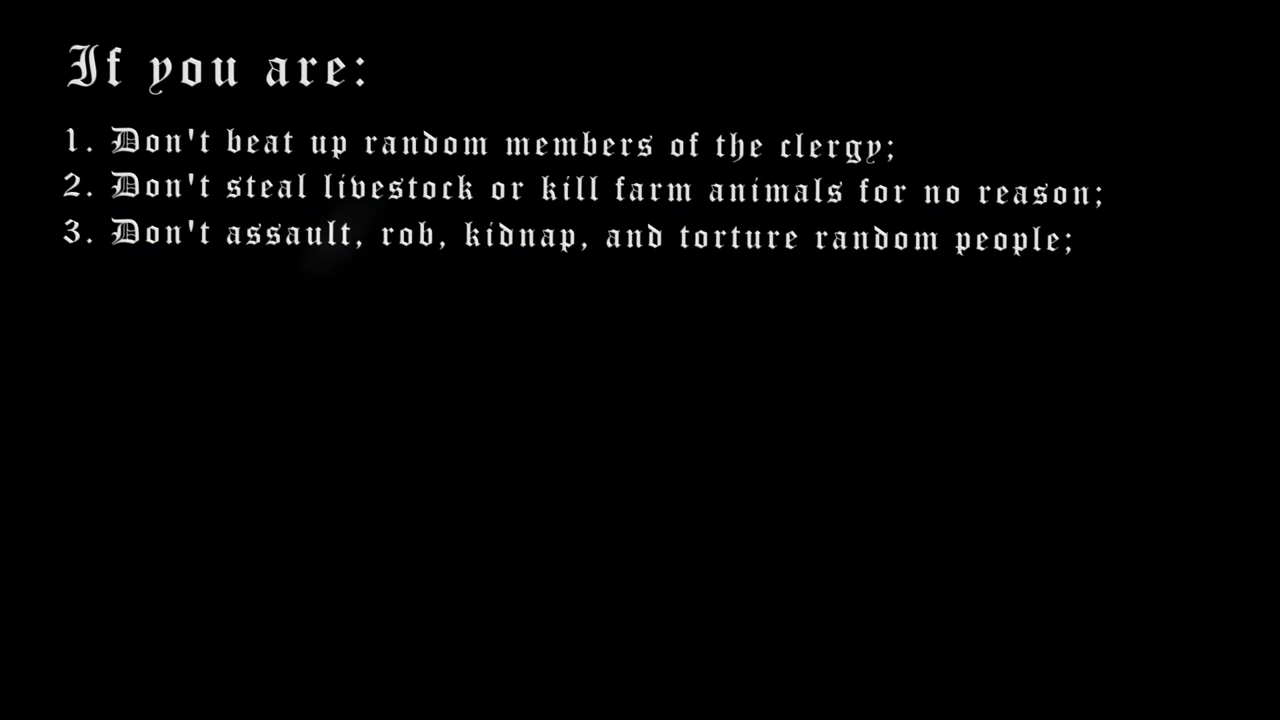 If you are:
1. Don't beat up random members of the clergy;
2. Don't steal livestock or kill farm animals for no reason;
3. Don't assault, rob, kidnap, and torture random people;